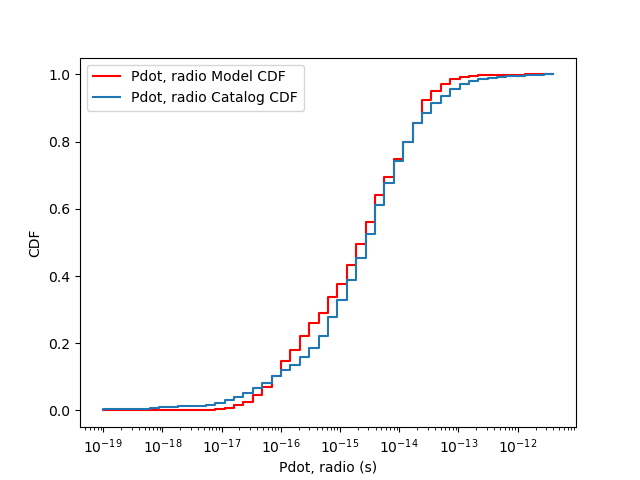 Pdot, radio Model CDF
Pdot, radio Catalog CDF
1.0
0.8
0.6
0.4
0.2
0.0
CDF
10⁻¹⁹ 10⁻¹⁸ 10⁻¹⁷ 10⁻¹⁶ 10⁻¹⁵ 10⁻¹⁴ 10⁻¹³ 10⁻¹²
Pdot, radio (s)